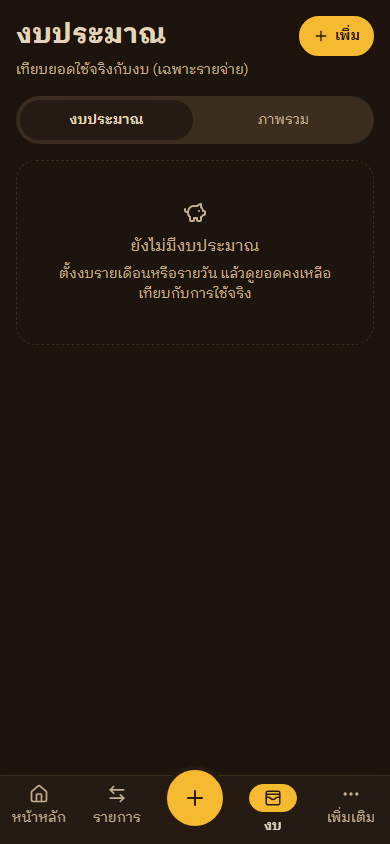 งบประมาณ
เพิ่ม
เทียบยอดใช้จริงกับงบ (เฉพาะรายจ่าย)
งบประมาณ
ภาพรวม
ยังไม่มีงบประมาณ
ตั้งงบรายเดือนหรือรายวัน แล้วดูยอดคงเหลือ
เทียบกับการใช้จริง
หน้าหลัก
รายการ
งบ
เพิ่มเติม